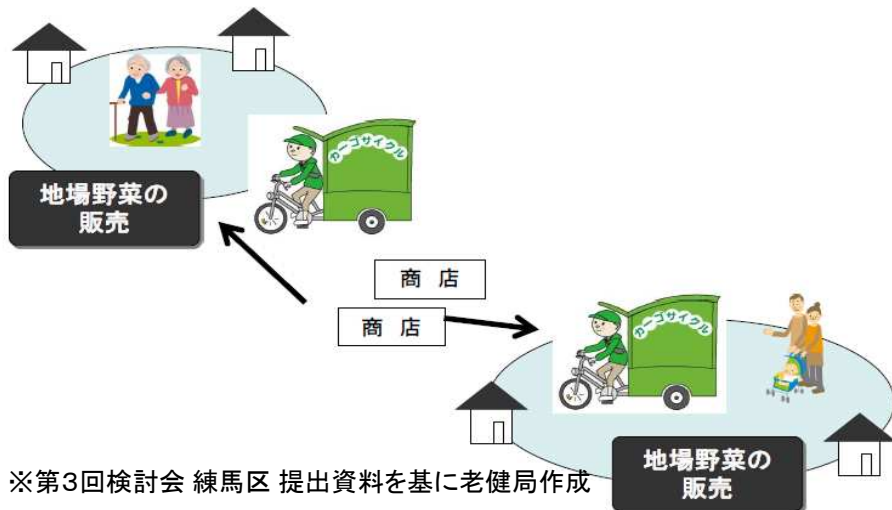 カーゴサイクル
地場野菜の
販売
商 店
商 店
カーゴサイクル
地場野菜の
販売
※第3回検討会 練馬区 提出資料を基に老健局作成